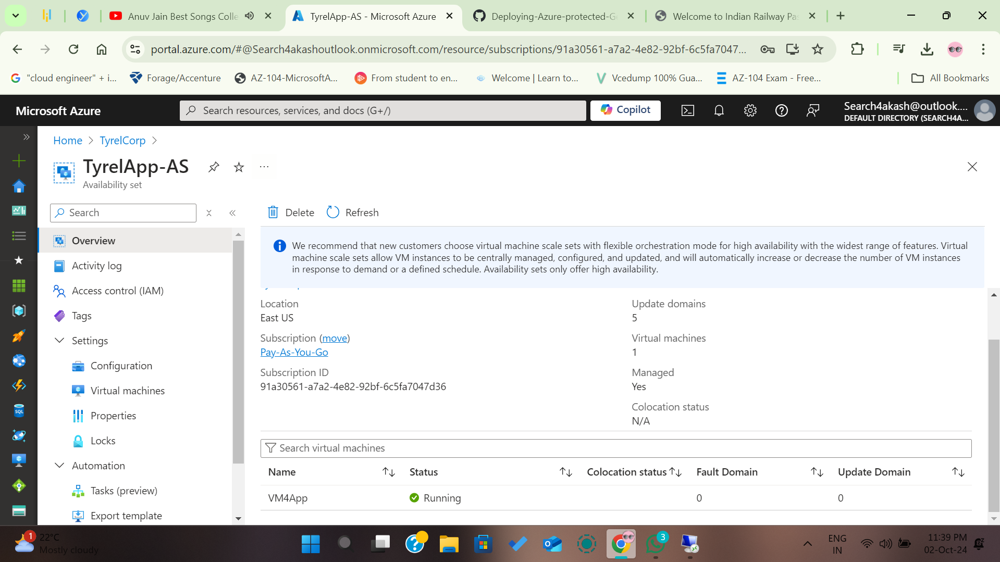 Anuv Jain Best Songs Colle
TyrelApp-AS - Microsoft Azure
Deploying-Azure-protected-G
Welcome to Indian Railway Pas
portal.azure.com/#@Search4akashoutlook.onmicrosoft.com/resource/subscriptions/91a30561-a7a2-4e82-92bf-6c5fa7047...
"cloud engineer" + i...
Forage/Accenture
AZ-104-MicrosoftA...
From student to en...
Welcome | Learn to...
Vcedump 100% Gua...
AZ-104 Exam - Free...
All Bookmarks
Microsoft Azure
Search resources, services, and docs (G+/)
Copilot
Search4akash@outlook....
DEFAULT DIRECTORY (SEARCH4A...
Home > TyrelCorp >
TyrelApp-AS
Availability set
Search
Delete
Refresh
Overview
Activity log
Access control (IAM)
Tags
Settings
Configuration
Virtual machines
Properties
Locks
Automation
Tasks (preview)
Export template
We recommend that new customers choose virtual machine scale sets with flexible orchestration mode for high availability with the widest range of features. Virtual
machine scale sets allow VM instances to be centrally managed, configured, and updated, and will automatically increase or decrease the number of VM instances
in response to demand or a defined schedule. Availability sets only offer high availability.
Location
East US
Subscription (move)
Pay-As-You-Go
Subscription ID
91a30561-a7a2-4e82-92bf-6c5fa7047d36
Update domains
5
Virtual machines
1
Managed
Yes
Colocation status
N/A
Search virtual machines
Name Status Colocation status Fault Domain Update Domain
VM4App Running 0 0
SQL
1
22°C
Mostly cloudy
3
ENG
IN
11:39 PM
02-Oct-24